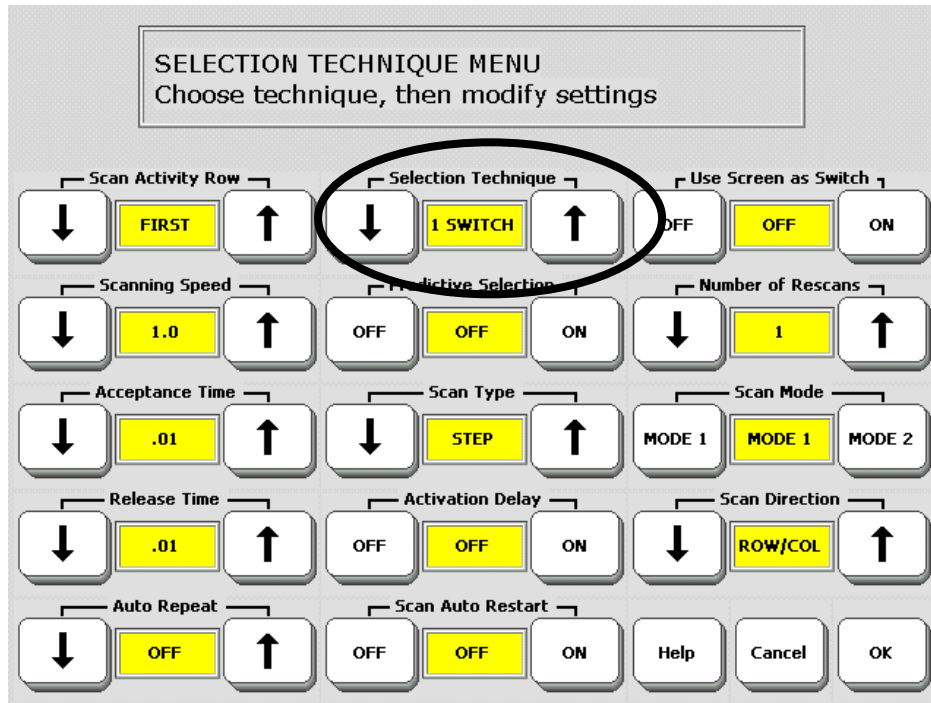 SELECTION TECHNIQUE MENU
Choose technique, then modify settings
Scan Activity Row
Selection Technique
Use Screen as Switch
FIRST
1 SWITCH
OFF
OFF
ON
Scanning Speed
Predictive Selection
Number of Rescans
1.0
OFF
OFF
ON
1
Acceptance Time
Scan Type
Scan Mode
.01
STEP
MODE 1
MODE 1
MODE 2
Release Time
Activation Delay
Scan Direction
.01
OFF
OFF
ON
ROW/COL
Auto Repeat
Scan Auto Restart
OFF
OFF
OFF
ON
Help
Cancel
OK